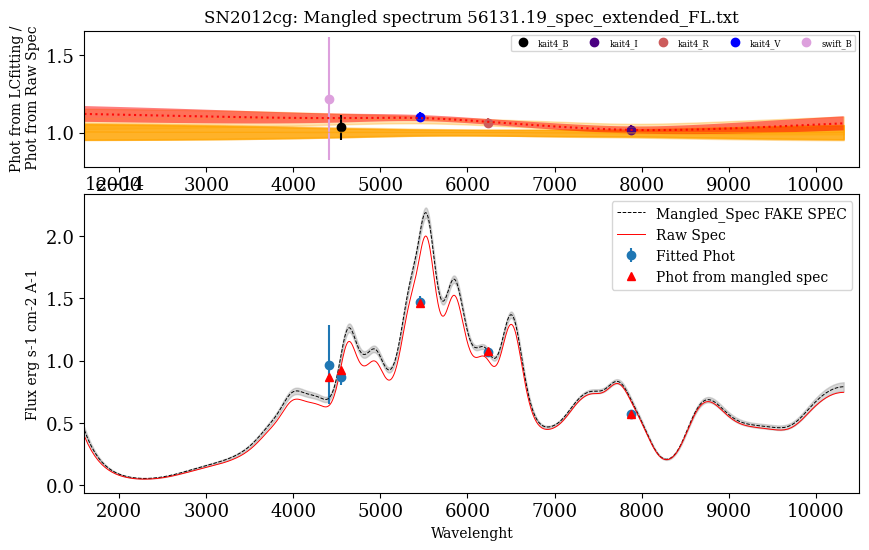 SN2012cg: Mangled spectrum 56131.19_spec_extended_FL.txt
Phot from LCfitting /
Phot from Raw Spec
1.5
1.0
kait4_B
kait4_I
kait4_R
kait4_V
swift_B
2000 3000 4000 5000 6000 7000 8000 9000 10000
1e−14
Flux erg s-1 cm-2 A-1
2.0
1.5
1.0
0.5
0.0
Mangled_Spec FAKE SPEC
Raw Spec
Fitted Phot
Phot from mangled spec
2000 3000 4000 5000 6000 7000 8000 9000 10000
Wavelenght